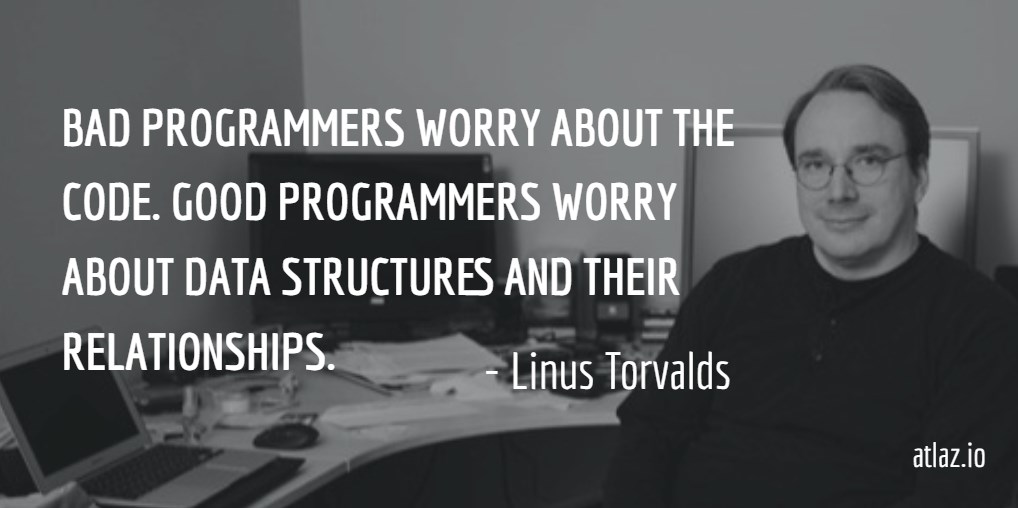 BAD PROGRAMMERS WORRY ABOUT THE
CODE. GOOD PROGRAMMERS WORRY
ABOUT DATA STRUCTURES AND THEIR
RELATIONSHIPS.
- Linus Torvalds
atlaz.io